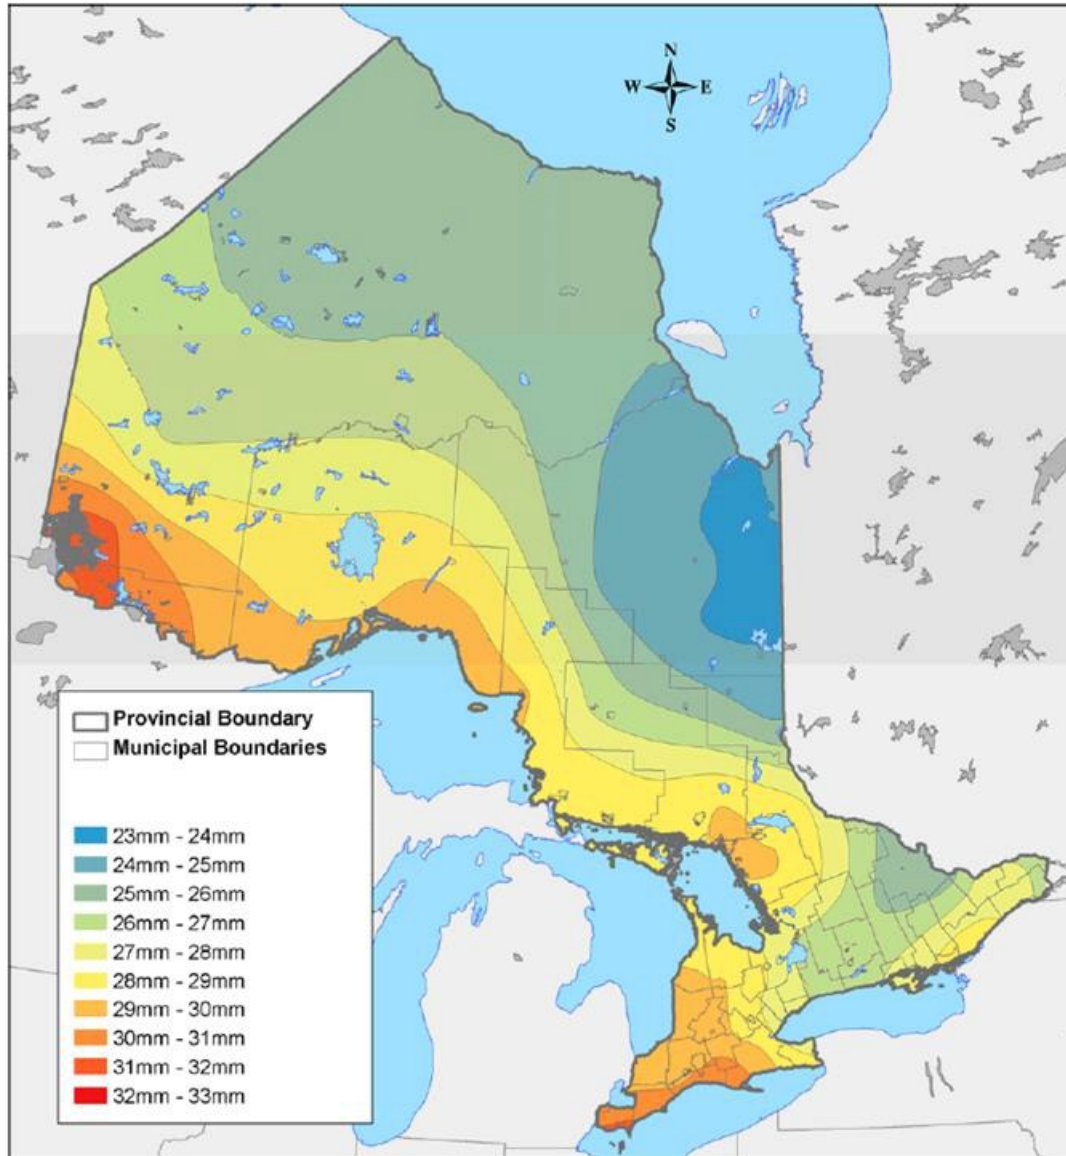 N
W E
S
Provincial Boundary
Municipal Boundaries
23mm - 24mm
24mm - 25mm
25mm - 26mm
26mm - 27mm
27mm - 28mm
28mm - 29mm
29mm - 30mm
30mm - 31mm
31mm - 32mm
32mm - 33mm